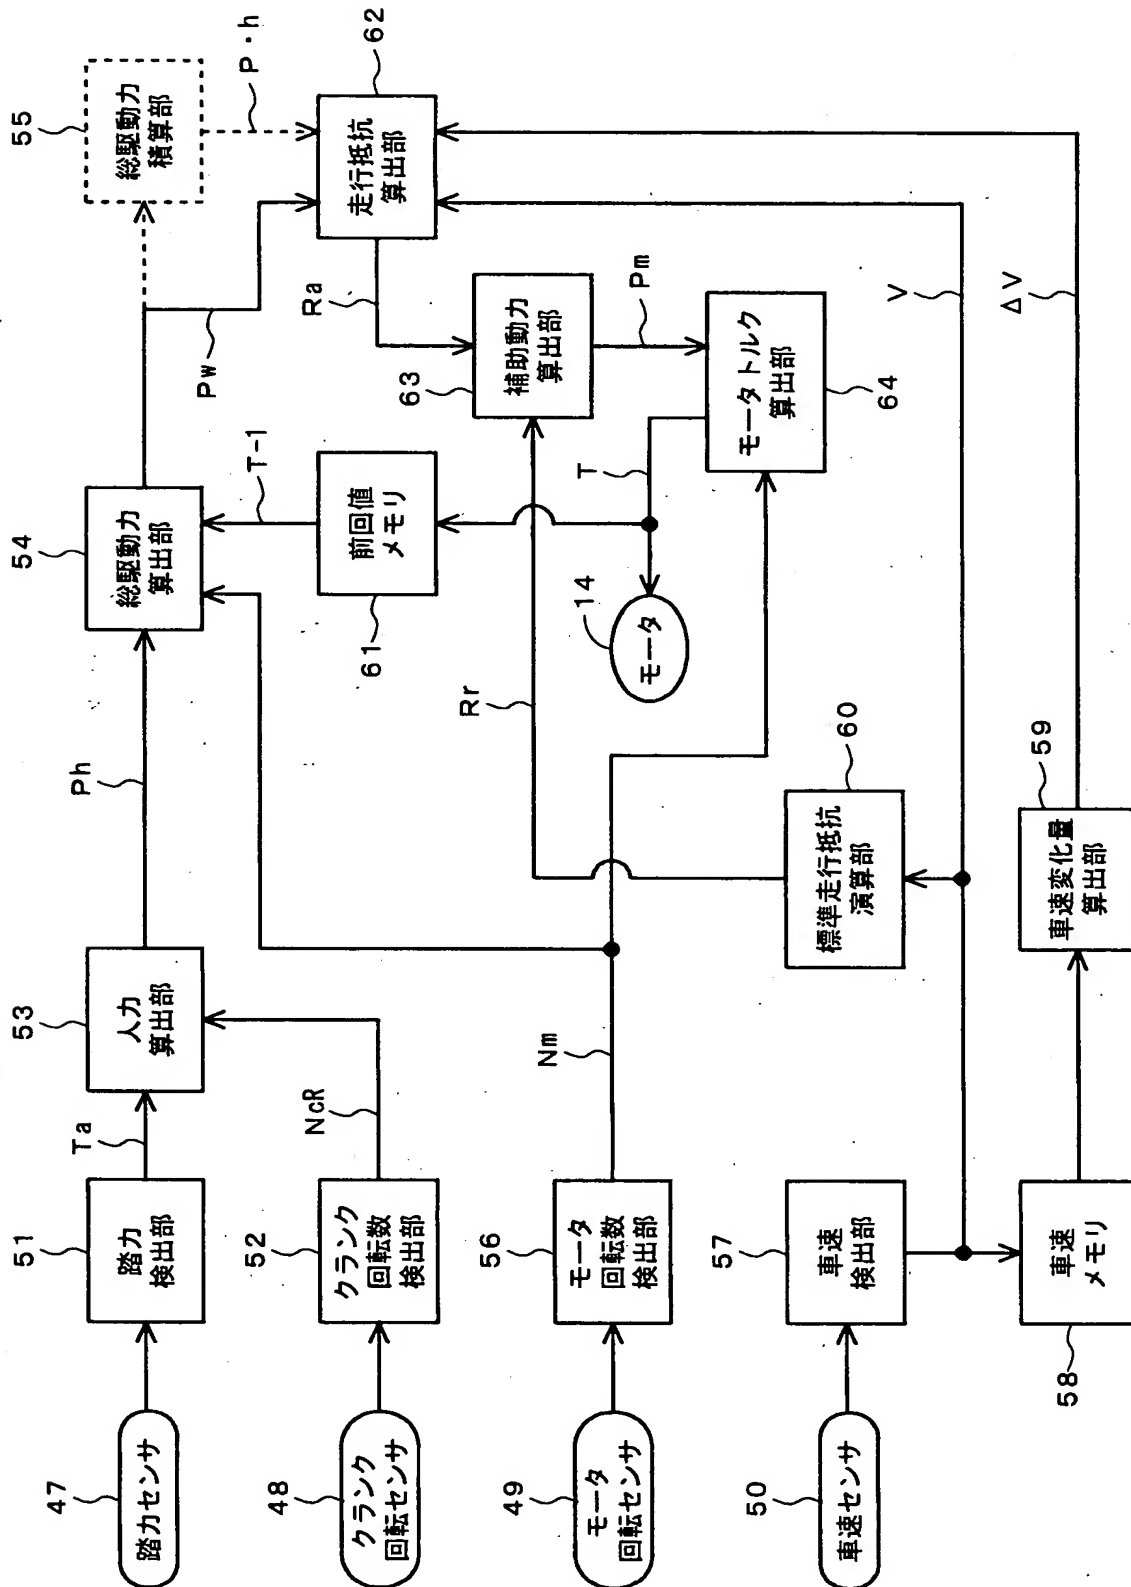 47
踏力センサ
51
踏力
検出部
Ta
53
人力
算出部
Ph
54
総駆動力
算出部
Pw
55
総駆動力
積算部
P・h
48
クランク
回転センサ
52
クランク
回転数
検出部
NcR
T-1
61
前回値
メモリ
Ra
62
走行抵抗
算出部
49
モータ
回転センサ
56
モータ
回転数
検出部
Nm
Rr
14
モータ
T
63
補助動力
算出部
Pm
モータトルク
算出部
64
50
車速センサ
57
車速
検出部
60
標準走行抵抗
演算部
V
58
車速
メモリ
59
車速変化量
算出部
ΔV